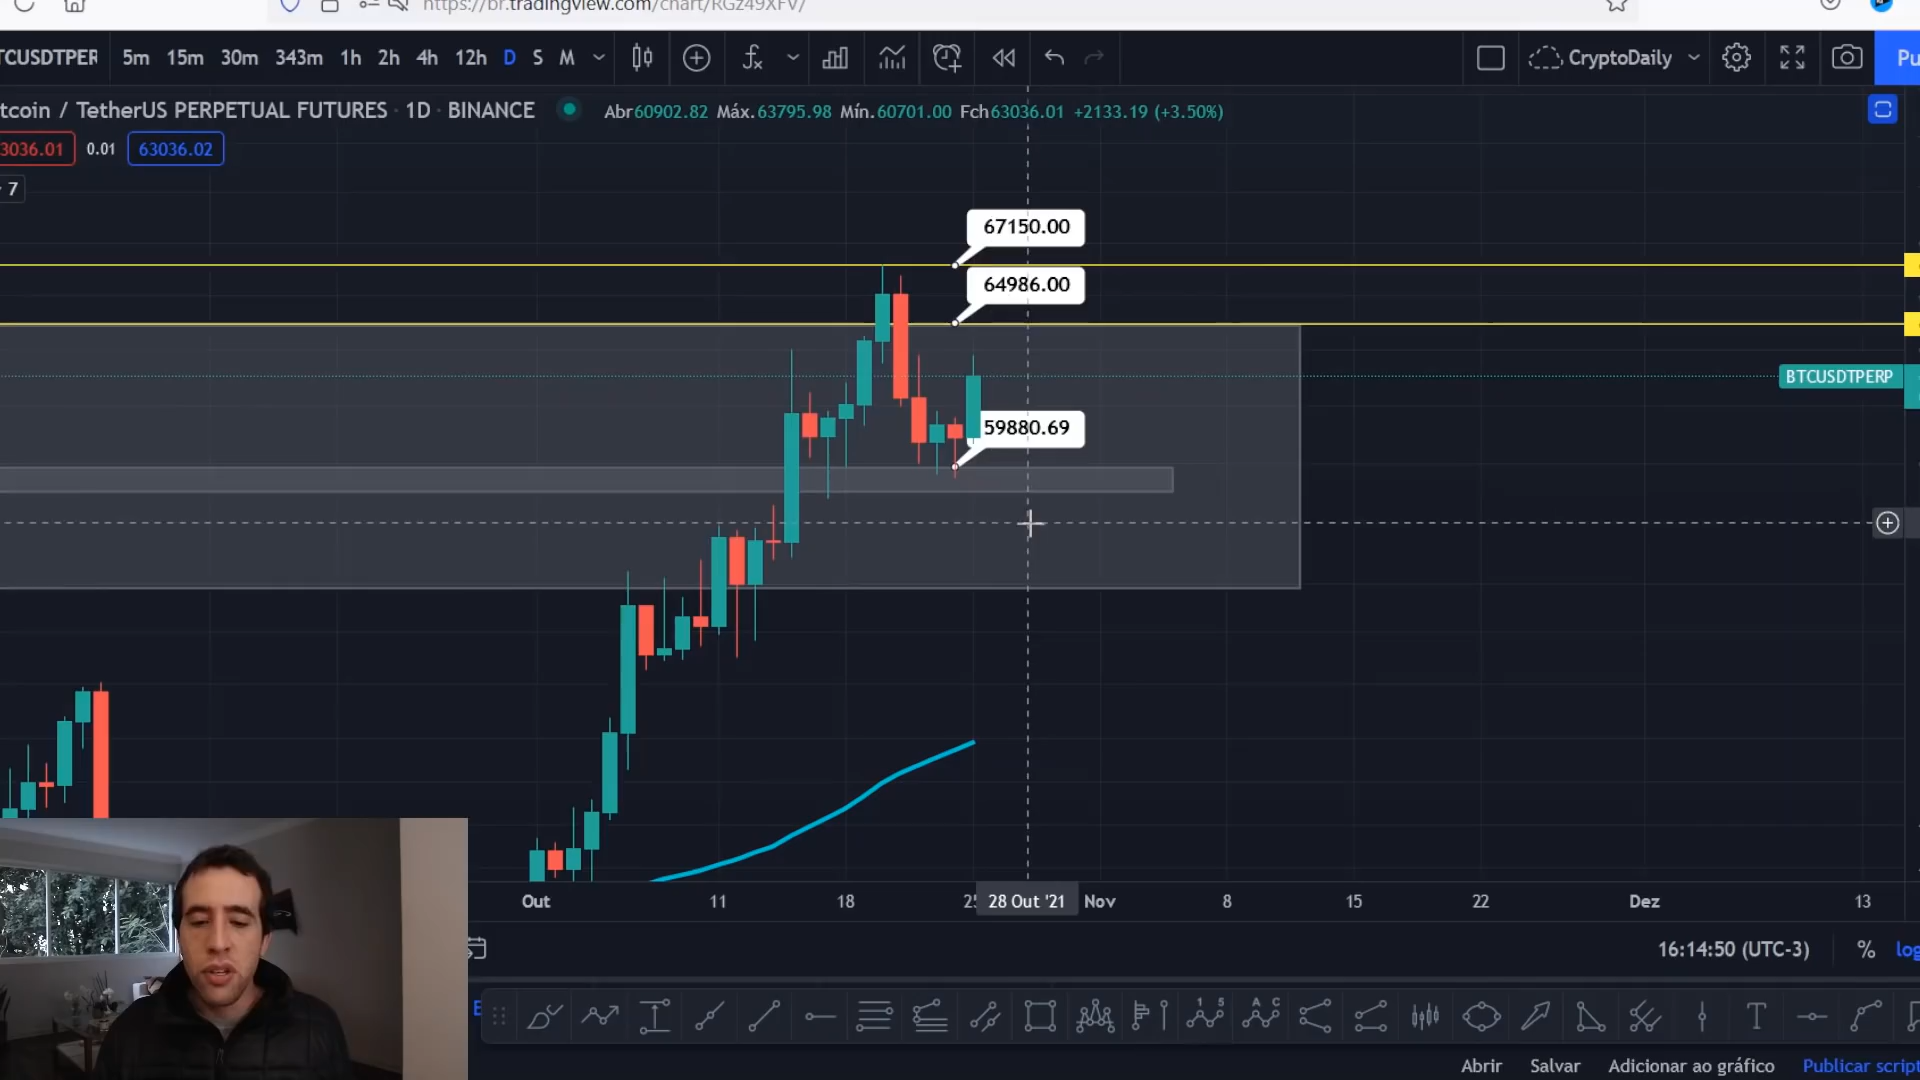 https://br.tradingview.com/chart/RGz49XFV/
TCUSDTPERP 5m 15m 30m 343m 1h 2h 4h 12h D S M CryptoDaily Pu
tcoin / TetherUS PERPETUAL FUTURES · 1D · BINANCE Abr60902.82 Máx.63795.98 Mín.60701.00 Fch63036.01 +2133.19 (+3.50%)
3036.01 0.01 63036.02
7
67150.00
64986.00
BTCUSDTPERP
59880.69
Out 11 18 25 28 Out '21 Nov 8 15 22 Dez 13
16:14:50 (UTC-3) % log
Abrir Salvar Adicionar ao gráfico Publicar script